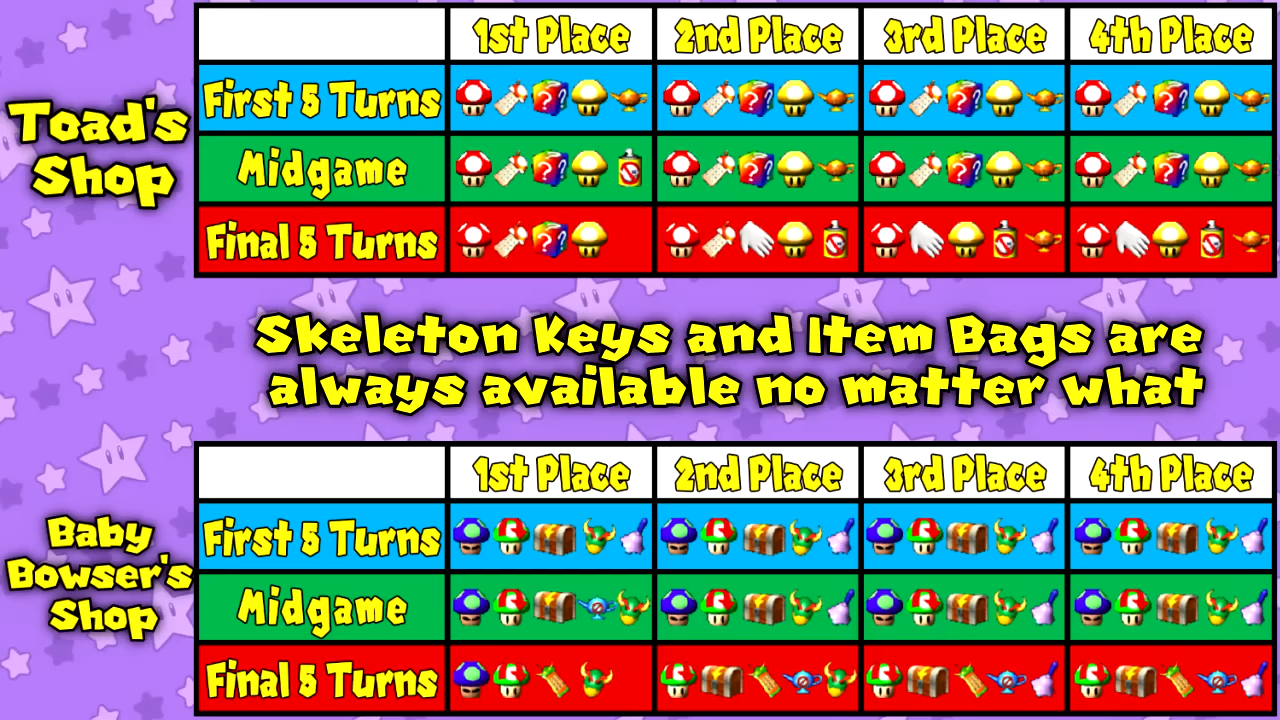 Toad's
Shop
1st Place 2nd Place 3rd Place 4th Place
First 5 Turns
Midgame
Final 5 Turns
Skeleton Keys and Item Bags are
always available no matter what
Baby
Bowser's
Shop
1st Place 2nd Place 3rd Place 4th Place
First 5 Turns
Midgame
Final 5 Turns